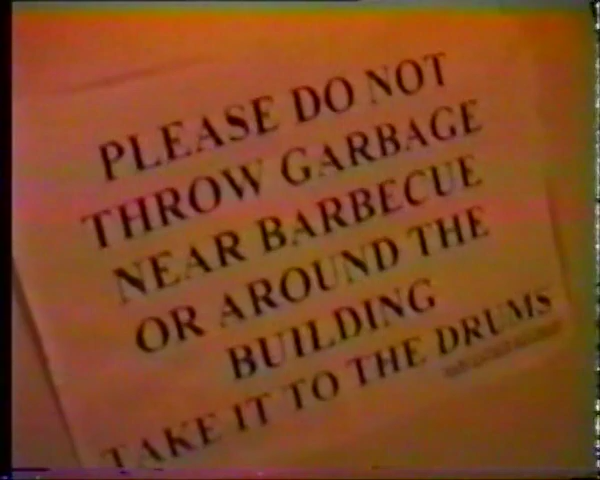 PLEASE DO NOT
THROW GARBAGE
NEAR BARBECUE
OR AROUND THE
BUILDING
TAKE IT TO THE DRUMS